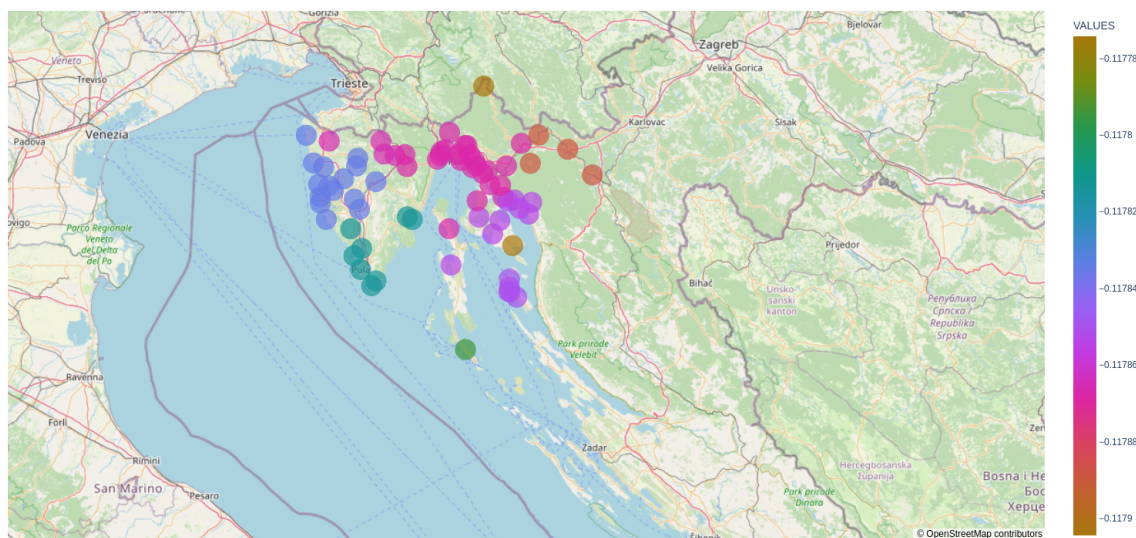 VALUES
−0.11778
−0.1178
−0.11782
−0.11784
−0.11786
−0.11788
−0.1179
Gorizia
Bjelovar
Veneto
Treviso
Trieste
Zagreb
Velika Gorica
Padova
Venezia
Karlovac
Sisak
Parco Regionale
Veneto
del Delta
del Po
Prijedor
Pula
Bihać
Unsko-
sanski
kanton
Република
Српска /
Republika
Srpska
Park prirode
Velebit
Ravenna
Forlì
Zadar
Rimini
San Marino
Pesaro
Hercegbosanska
županija
Park prirode
Dinara
Bosna i He
Бос
Херце
Zen
Šibenik
© OpenStreetMap contributors